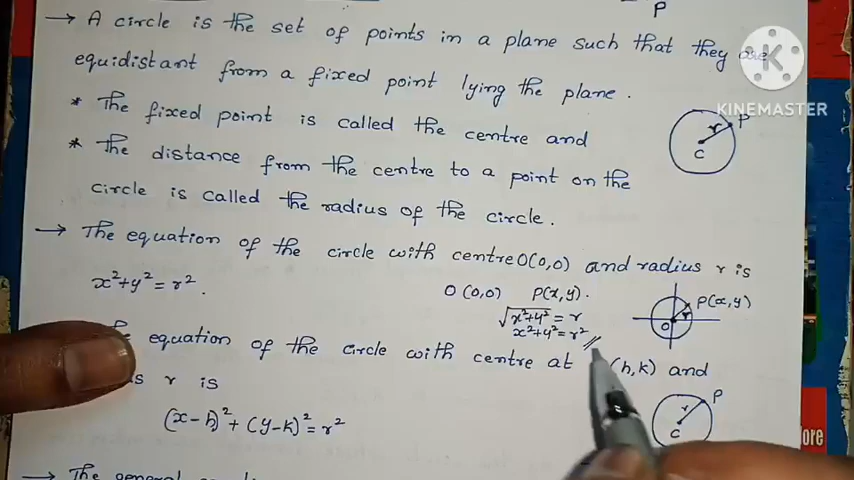 P
→ A circle is the set of points in a plane such that they are
equidistant from a fixed point lying the plane.
* The fixed point is called the centre and
* The distance from the centre to a point on the
circle is called the radius of the circle.
r P
C
KINEMASTER
→ The equation of the circle with centre O(0,0) and radius r is
x²+y²=r².
O (0,0) P(x,y).
√x²+y² = r
x²+y²=r²
P(x,y)
r
O
equation of the circle with centre at (h,k) and
r is
(x-h)²+(y-k)²=r²
r P
C
→ The general